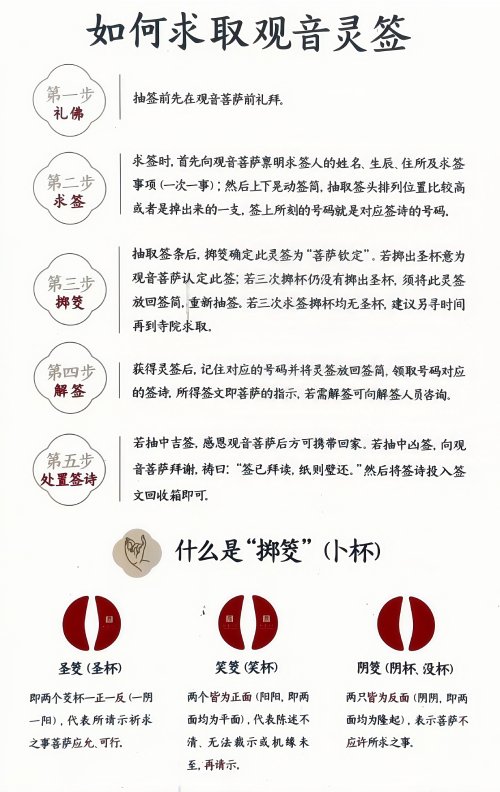 如何求取观音灵签
第一步
礼佛
抽签前先在观音菩萨前礼拜。
第二步
求签
求签时,首先向观音菩萨禀明求签人的姓名、生辰、住所及求签
事项(一次一事);然后上下晃动签筒,抽取签头排列位置比较高
或者是掉出来的一支,签上所刻的号码就是对应签诗的号码。
第三步
掷筊
抽取签条后,掷筊确定此灵签为“菩萨钦定”。若掷出圣杯意为
观音菩萨认定此签;若三次掷杯仍没有掷出圣杯,须将此灵签
放回签筒,重新抽签。若三次求签掷杯均无圣杯,建议另寻时间
再到寺院求取。
第四步
解签
获得灵签后,记住对应的号码并将灵签放回签筒,领取号码对应
的签诗,所得签文即菩萨的指示,若需解签可向解签人员咨询。
第五步
处置签诗
若抽中吉签,感恩观音菩萨后方可携带回家。若抽中凶签,向观
音菩萨拜谢,祷曰:“签已拜读,纸则璧还。”然后将签诗投入签
文回收箱即可。
什么是“掷筊”(卜杯)
圣筊(圣杯)
即两个筊杯一正一反(一阴
一阳),代表所请示祈求
之事菩萨应允、可行。
笑筊(笑杯)
两个皆为正面(阳阳,即两
面均为平面),代表陈述不
清、无法裁示或机缘未
至,再请示。
阴筊(阴杯、没杯)
两只皆为反面(阴阴,即两
面均为隆起),表示菩萨不
应许所求之事。